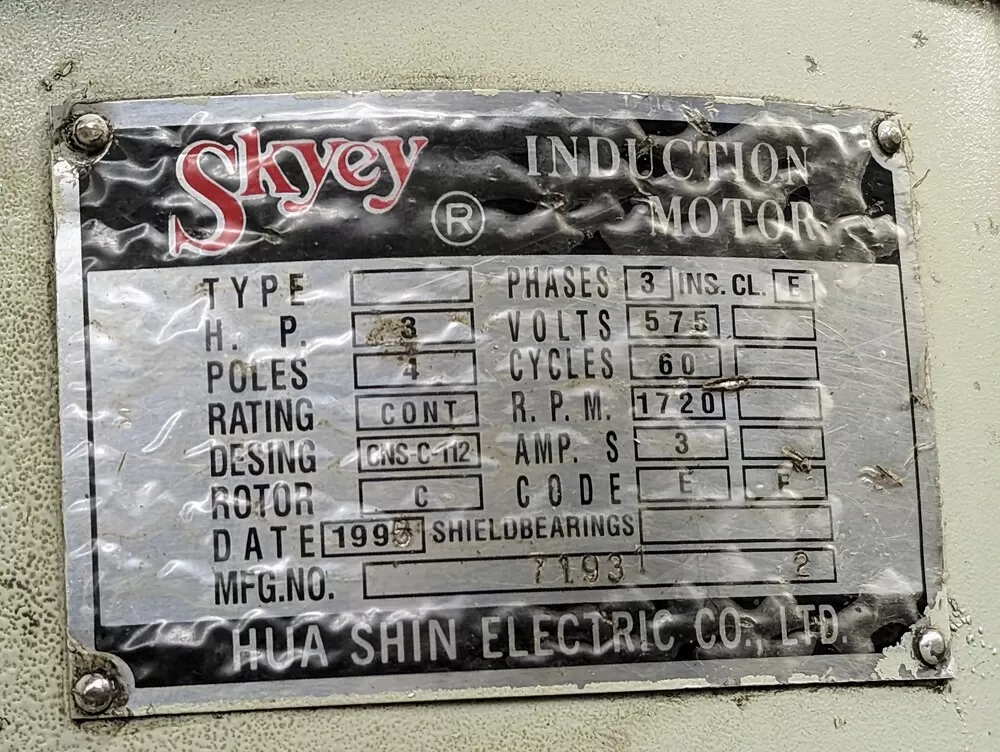 Skyey ® INDUCTION
MOTOR
TYPE PHASES 3 INS. CL. E
H. P. 3 VOLTS 575
POLES 4 CYCLES 60
RATING CONT R. P. M. 1720
DESING CNS-C-112 AMP. S 3
ROTOR C CODE E F
DATE SHIELDBEARINGS
MFG.NO. 71931 2
HUA SHIN ELECTRIC CO., LTD.